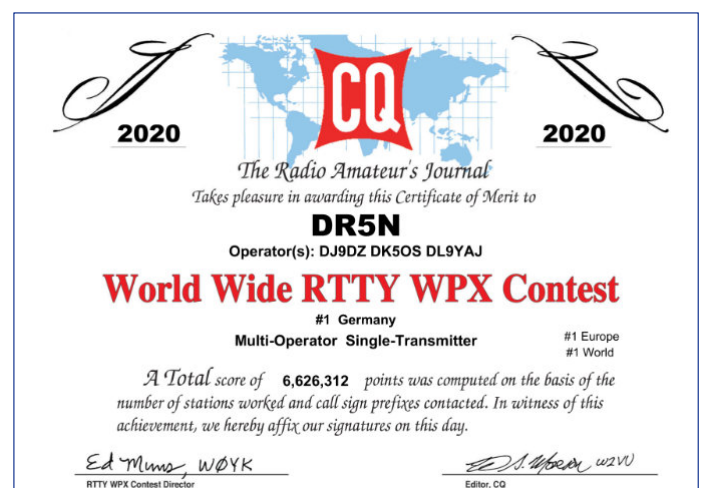 CQ
2020
2020
The Radio Amateur's Journal
Takes pleasure in awarding this Certificate of Merit to
DR5N
Operator(s): DJ9DZ DK5OS DL9YAJ
World Wide RTTY WPX Contest
#1 Germany
Multi-Operator Single-Transmitter
#1 Europe
#1 World
A Total score of 6,626,312 points was computed on the basis of the
number of stations worked and call sign prefixes contacted. In witness of this
achievement, we hereby affix our signatures on this day.
Ed Muns, WØYK
W2VU
RTTY WPX Contest Director
Editor, CQ